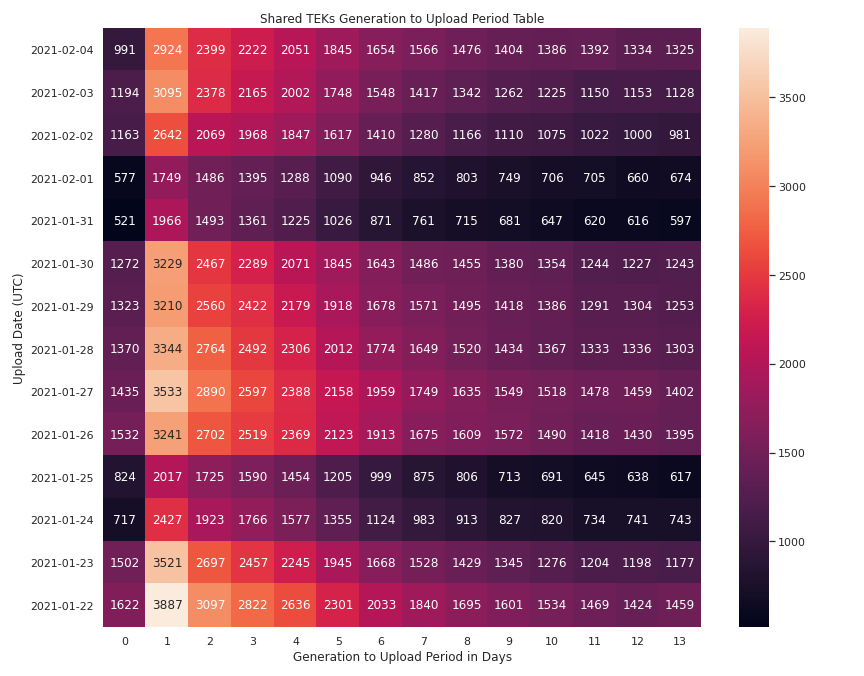 Shared TEKs Generation to Upload Period Table
2021-02-04 991 2924 2399 2222 2051 1845 1654 1566 1476 1404 1386 1392 1334 1325
2021-02-03 1194 3095 2378 2165 2002 1748 1548 1417 1342 1262 1225 1150 1153 1128
2021-02-02 1163 2642 2069 1968 1847 1617 1410 1280 1166 1110 1075 1022 1000 981
2021-02-01 577 1749 1486 1395 1288 1090 946 852 803 749 706 705 660 674
2021-01-31 521 1966 1493 1361 1225 1026 871 761 715 681 647 620 616 597
2021-01-30 1272 3229 2467 2289 2071 1845 1643 1486 1455 1380 1354 1244 1227 1243
2021-01-29 1323 3210 2560 2422 2179 1918 1678 1571 1495 1418 1386 1291 1304 1253
2021-01-28 1370 3344 2764 2492 2306 2012 1774 1649 1520 1434 1367 1333 1336 1303
2021-01-27 1435 3533 2890 2597 2388 2158 1959 1749 1635 1549 1518 1478 1459 1402
2021-01-26 1532 3241 2702 2519 2369 2123 1913 1675 1609 1572 1490 1418 1430 1395
2021-01-25 824 2017 1725 1590 1454 1205 999 875 806 713 691 645 638 617
2021-01-24 717 2427 1923 1766 1577 1355 1124 983 913 827 820 734 741 743
2021-01-23 1502 3521 2697 2457 2245 1945 1668 1528 1429 1345 1276 1204 1198 1177
2021-01-22 1622 3887 3097 2822 2636 2301 2033 1840 1695 1601 1534 1469 1424 1459
0 1 2 3 4 5 6 7 8 9 10 11 12 13
Generation to Upload Period in Days
Upload Date (UTC)
3500
3000
2500
2000
1500
1000